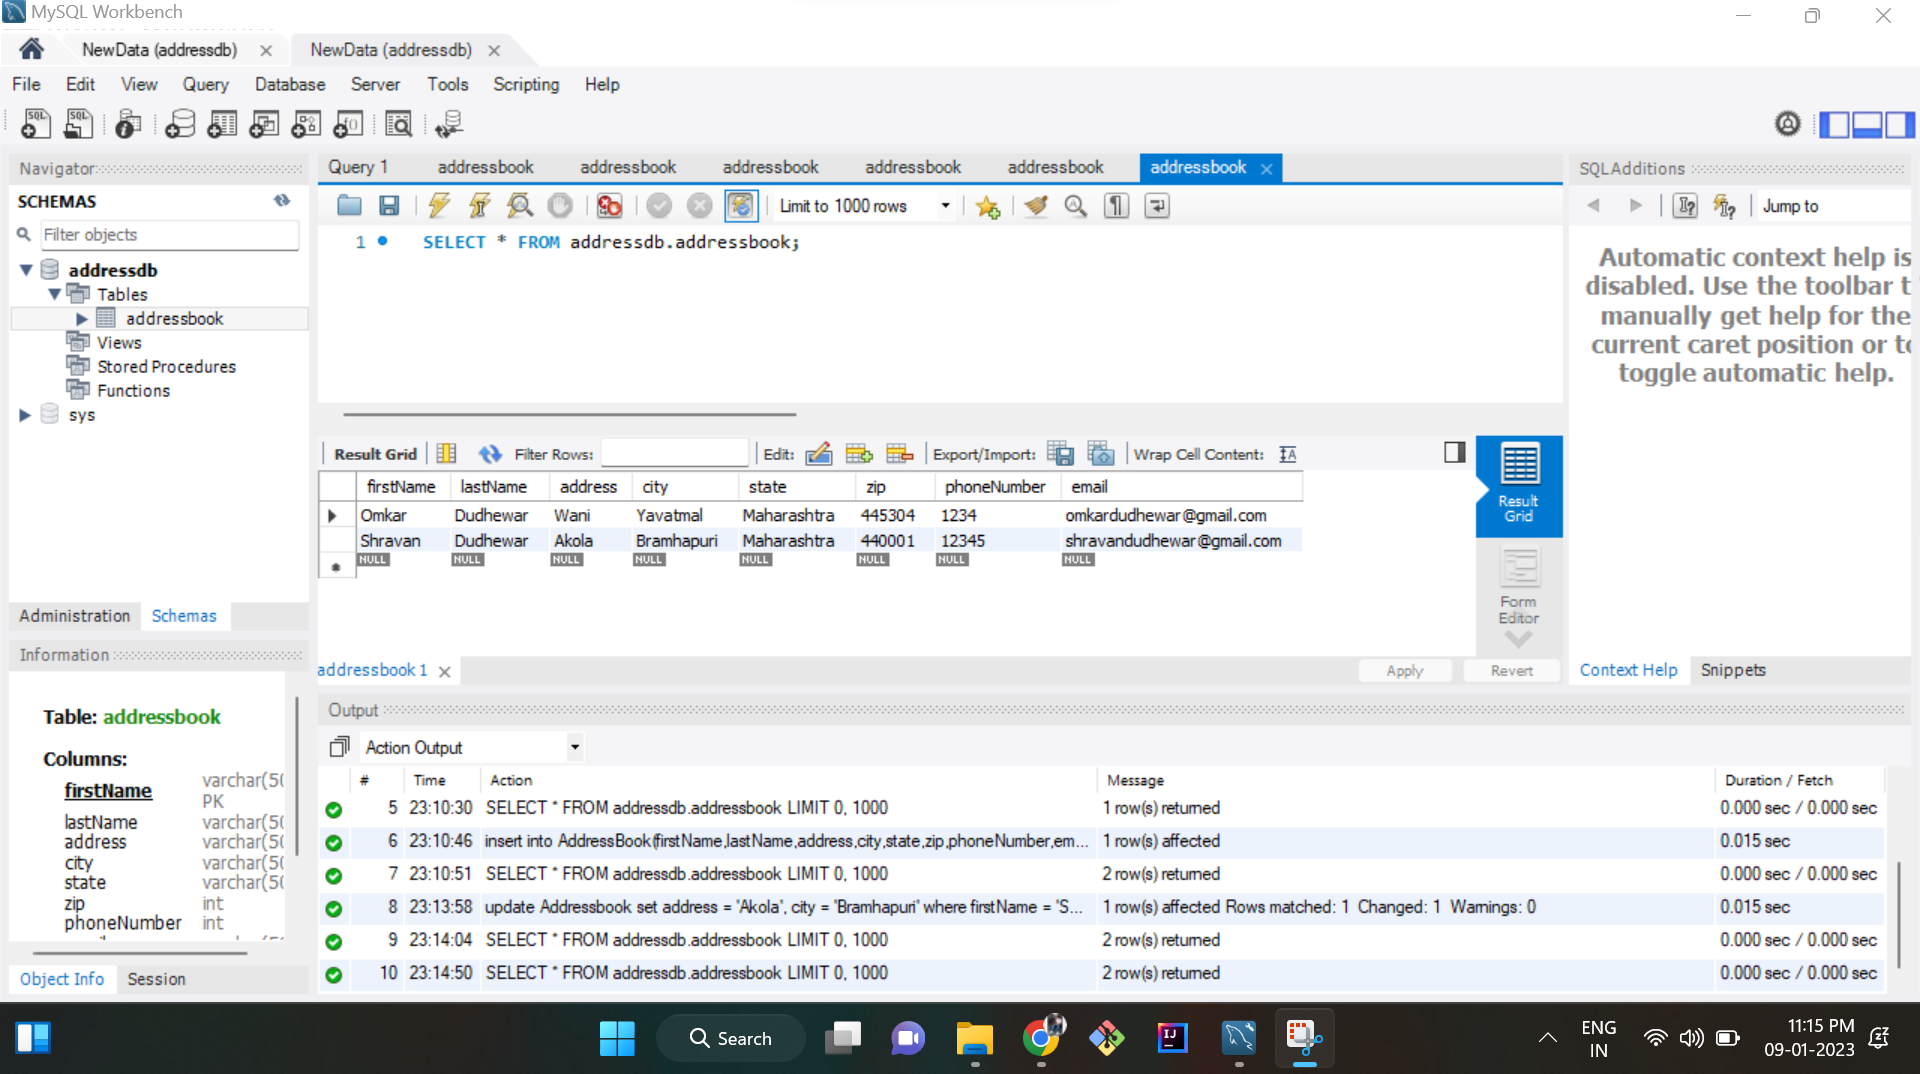 MySQL Workbench
NewData (addressdb)
NewData (addressdb)
File Edit View Query Database Server Tools Scripting Help
Navigator
SCHEMAS
Filter objects
addressdb
Tables
addressbook
Views
Stored Procedures
Functions
sys
Administration Schemas
Information
Table: addressbook
Columns:
firstName varchar(50
PK
lastName varchar(50
address varchar(50
city varchar(50
state varchar(50
zip int
phoneNumber int
Object Info Session
Query 1 addressbook addressbook addressbook addressbook addressbook addressbook
Limit to 1000 rows
1 SELECT * FROM addressdb.addressbook;
Result Grid Filter Rows: Edit: Export/Import: Wrap Cell Content:
firstName lastName address city state zip phoneNumber email
Omkar Dudhewar Wani Yavatmal Maharashtra 445304 1234 omkardudhewar@gmail.com
Shravan Dudhewar Akola Bramhapuri Maharashtra 440001 12345 shravandudhewar@gmail.com
NULL NULL NULL NULL NULL NULL NULL NULL
Result
Grid
Form
Editor
addressbook 1
Apply Revert
SQLAdditions
Jump to
Automatic context help is
disabled. Use the toolbar t
manually get help for the
current caret position or to
toggle automatic help.
Context Help Snippets
Output
Action Output
# Time Action Message Duration / Fetch
5 23:10:30 SELECT * FROM addressdb.addressbook LIMIT 0, 1000 1 row(s) returned 0.000 sec / 0.000 sec
6 23:10:46 insert into AddressBook(firstName,lastName,address,city,state,zip,phoneNumber,em... 1 row(s) affected 0.015 sec
7 23:10:51 SELECT * FROM addressdb.addressbook LIMIT 0, 1000 2 row(s) returned 0.000 sec / 0.000 sec
8 23:13:58 update Addressbook set address = 'Akola', city = 'Bramhapuri' where firstName = 'S... 1 row(s) affected Rows matched: 1 Changed: 1 Warnings: 0 0.015 sec
9 23:14:04 SELECT * FROM addressdb.addressbook LIMIT 0, 1000 2 row(s) returned 0.000 sec / 0.000 sec
10 23:14:50 SELECT * FROM addressdb.addressbook LIMIT 0, 1000 2 row(s) returned 0.000 sec / 0.000 sec
Search
ENG
IN
11:15 PM
09-01-2023